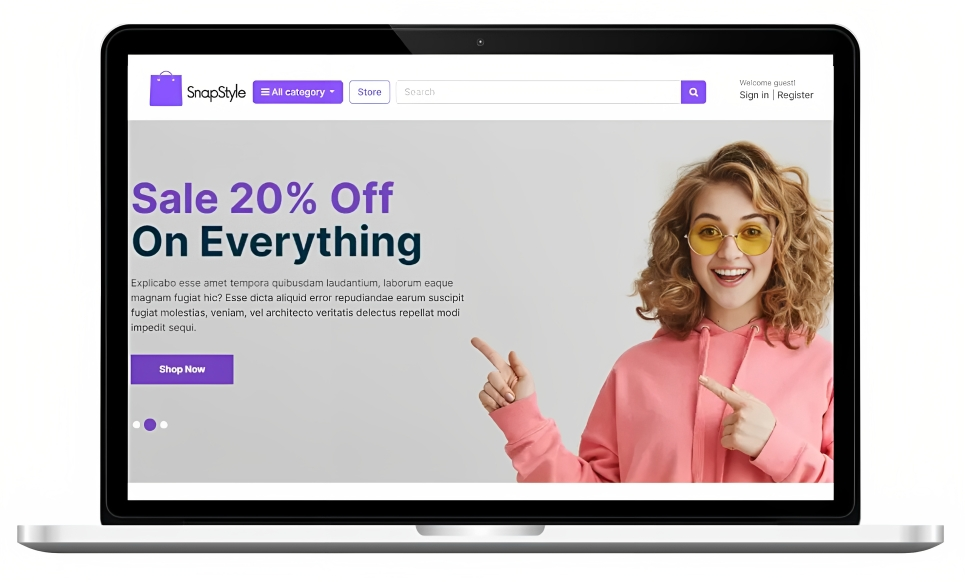 SnapStyle
All category
Store
Search
Welcome guest!
Sign in | Register
Sale 20% Off
On Everything
Explicabo esse amet tempora quibusdam laudantium, laborum eaque
magnam fugiat hic? Esse dicta aliquid error repudiandae earum suscipit
fugiat molestias, veniam, vel architecto veritatis delectus repellat modi
impedit sequi.
Shop Now